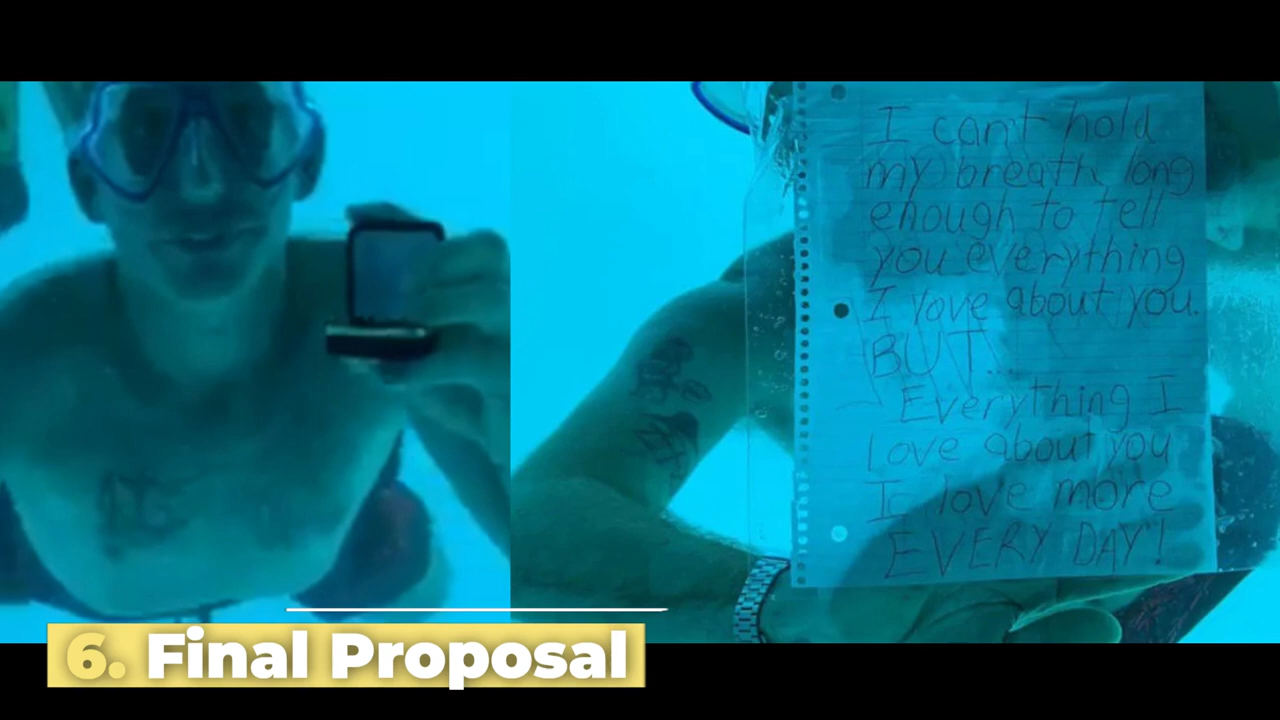 I can't hold
my breath long
enough to tell
you everything
I love about you.
BUT...
Everything I
love about you
I love more
EVERY DAY!
6. Final Proposal